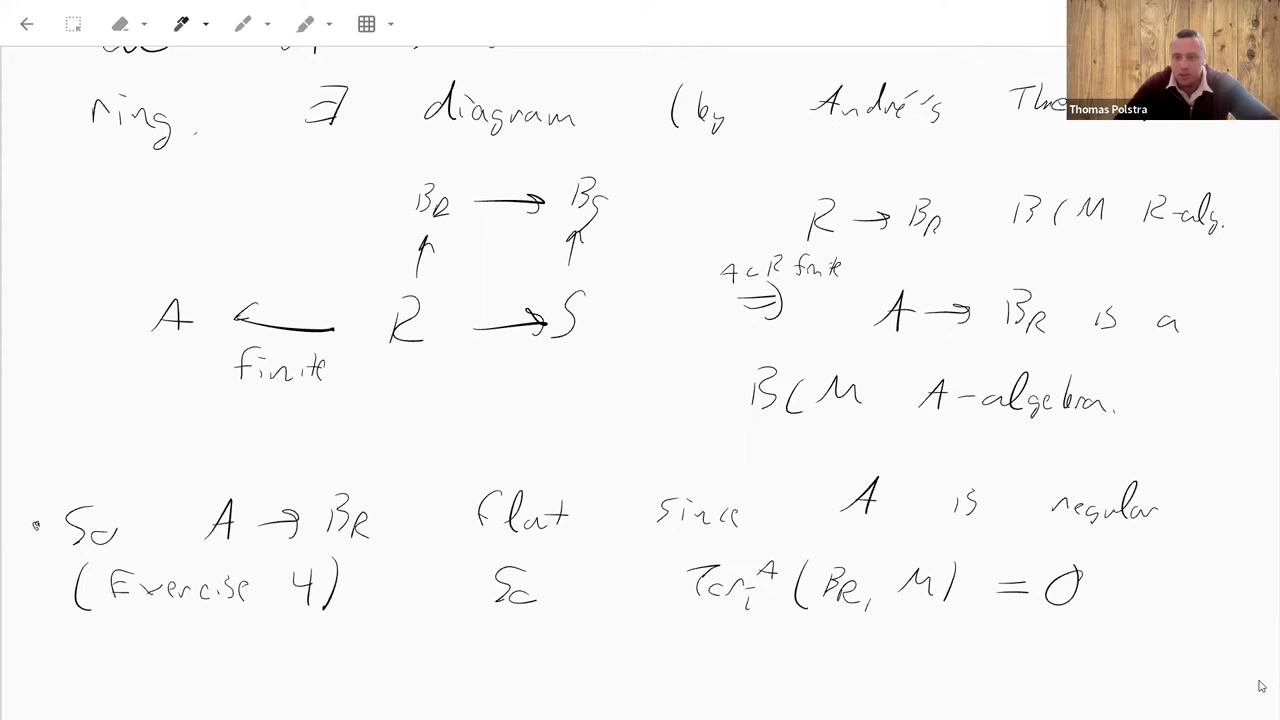 ring. ∃ diagram (by André's
Thomas Polstra
B_R → B_S
R → B_R BCM R-alg.
↑ ↑
A ⊂ R finite
A ← R → S
⇒ A → B_R is a
finite
BCM A-algebra.
• So A → B_R flat since A is regular
(Exercise 4) So Tor_i^A (B_R, M) = 0